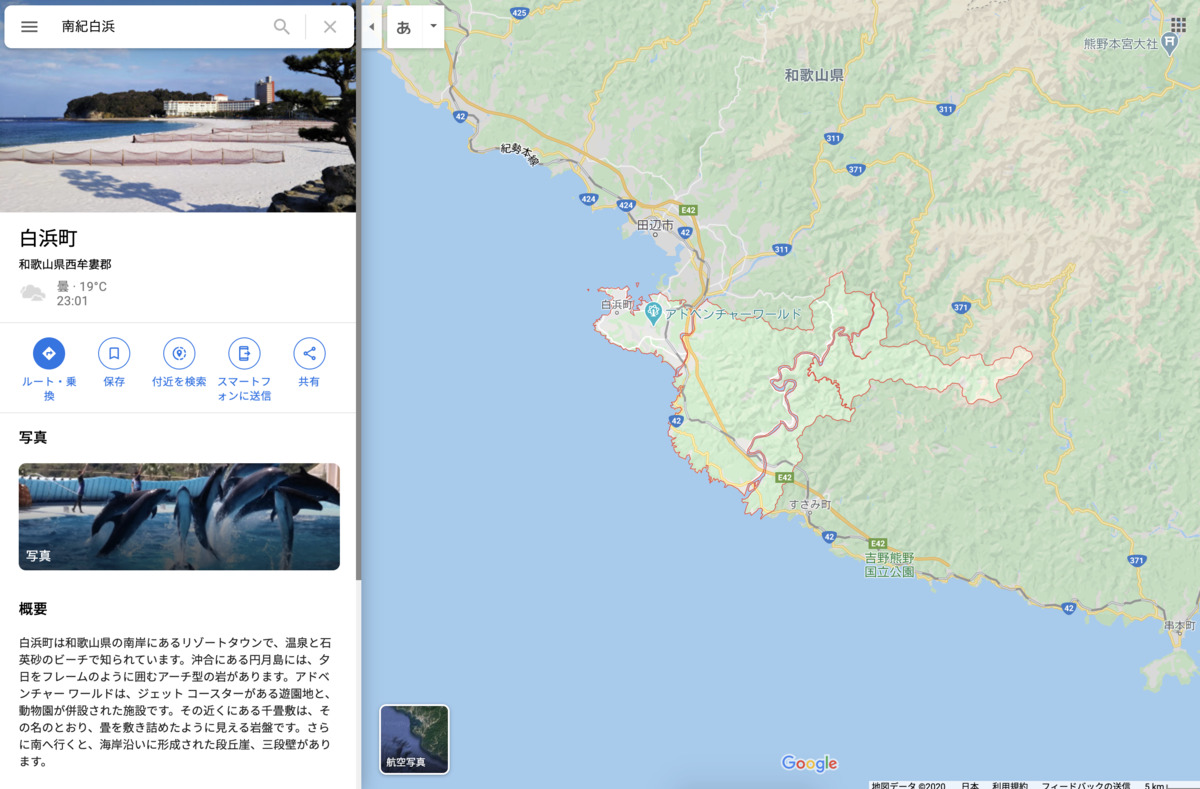 南紀白浜
白浜町
和歌山県西牟婁郡
曇 · 19°C
23:01
ルート・乗
換
保存
付近を検索
スマートフ
ォンに送信
共有
写真
写真
概要
白浜町は和歌山県の南岸にあるリゾートタウンで、温泉と石
英砂のビーチで知られています。沖合にある円月島には、夕
日をフレームのように囲むアーチ型の岩があります。アドベ
ンチャー ワールドは、ジェット コースターがある遊園地と、
動物園が併設された施設です。その近くにある千畳敷は、そ
の名のとおり、畳を敷き詰めたように見える岩盤です。さら
に南へ行くと、海岸沿いに形成された段丘崖、三段壁があり
ます。
あ
425
熊野本宮大社
和歌山県
311
42
311
紀勢本線
371
424
424
E42
田辺市
42
311
白浜町
アドベンチャーワールド
371
42
E42
すさみ町
42
E42
吉野熊野
国立公園
371
42
串本町
航空写真
Google
地図データ ©2020
日本
利用規約
フィードバックの送信
5 km